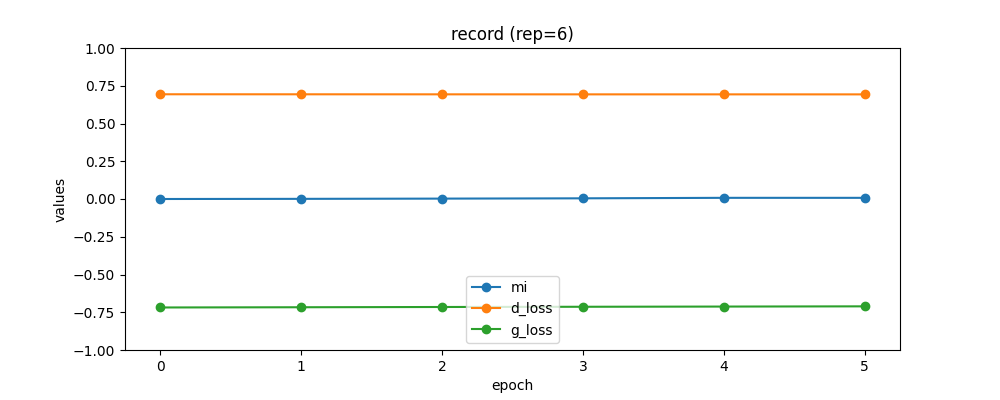 record (rep=6)
1.00
0.75
0.50
0.25
0.00
−0.25
−0.50
−0.75
−1.00
values
mi
d_loss
g_loss
0 1 2 3 4 5
epoch